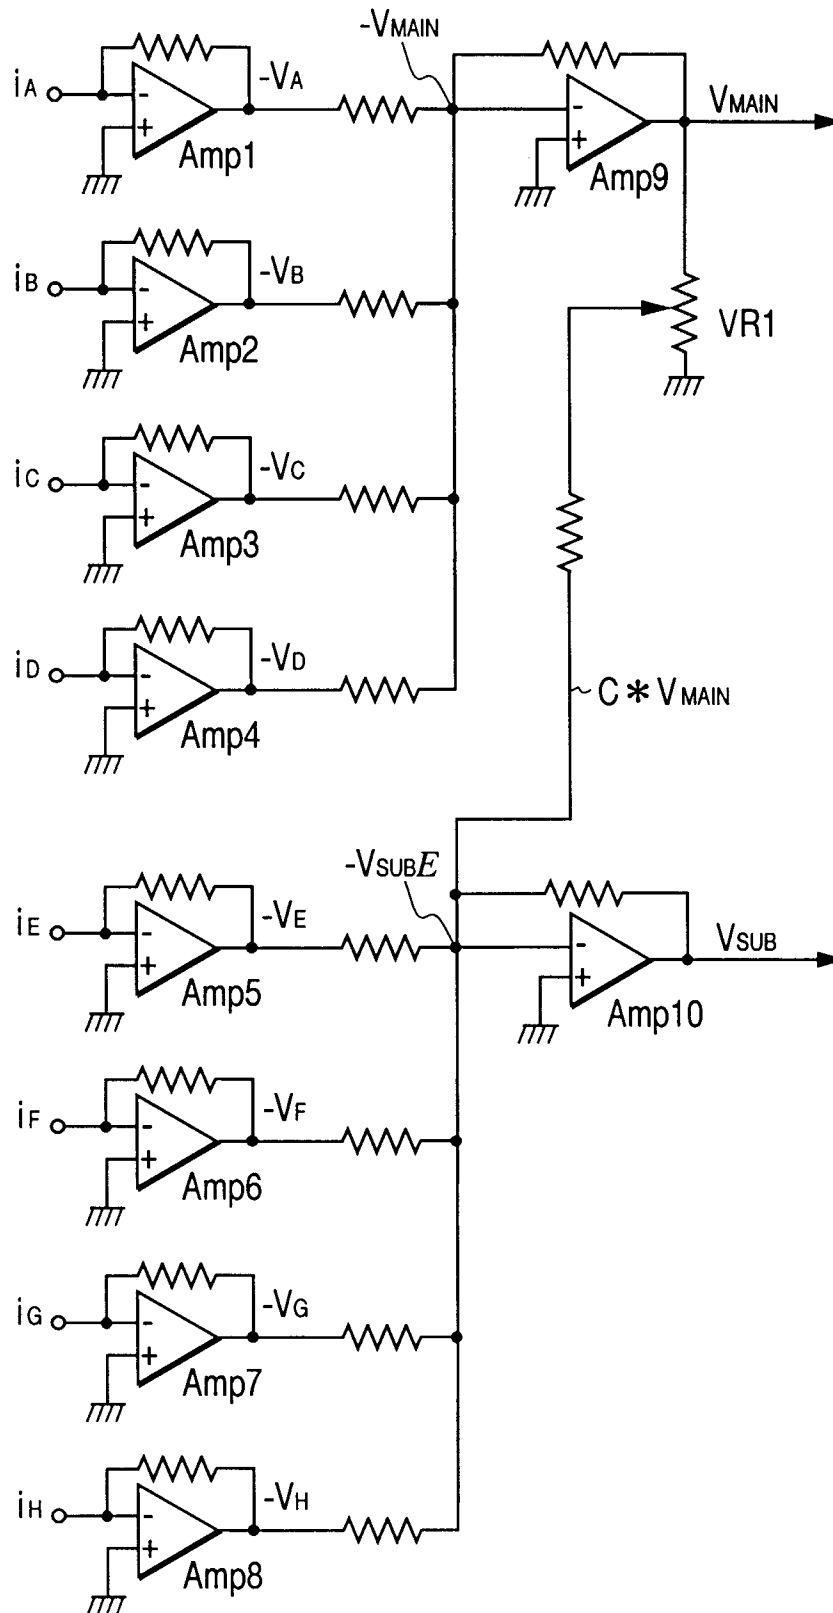 -VMAIN
iA
-VA
Amp1
VMAIN
Amp9
iB
-VB
Amp2
VR1
iC
-VC
Amp3
iD
-VD
Amp4
C * VMAIN
-VSUBE
iE
-VE
Amp5
VSUB
Amp10
iF
-VF
Amp6
iG
-VG
Amp7
iH
-VH
Amp8